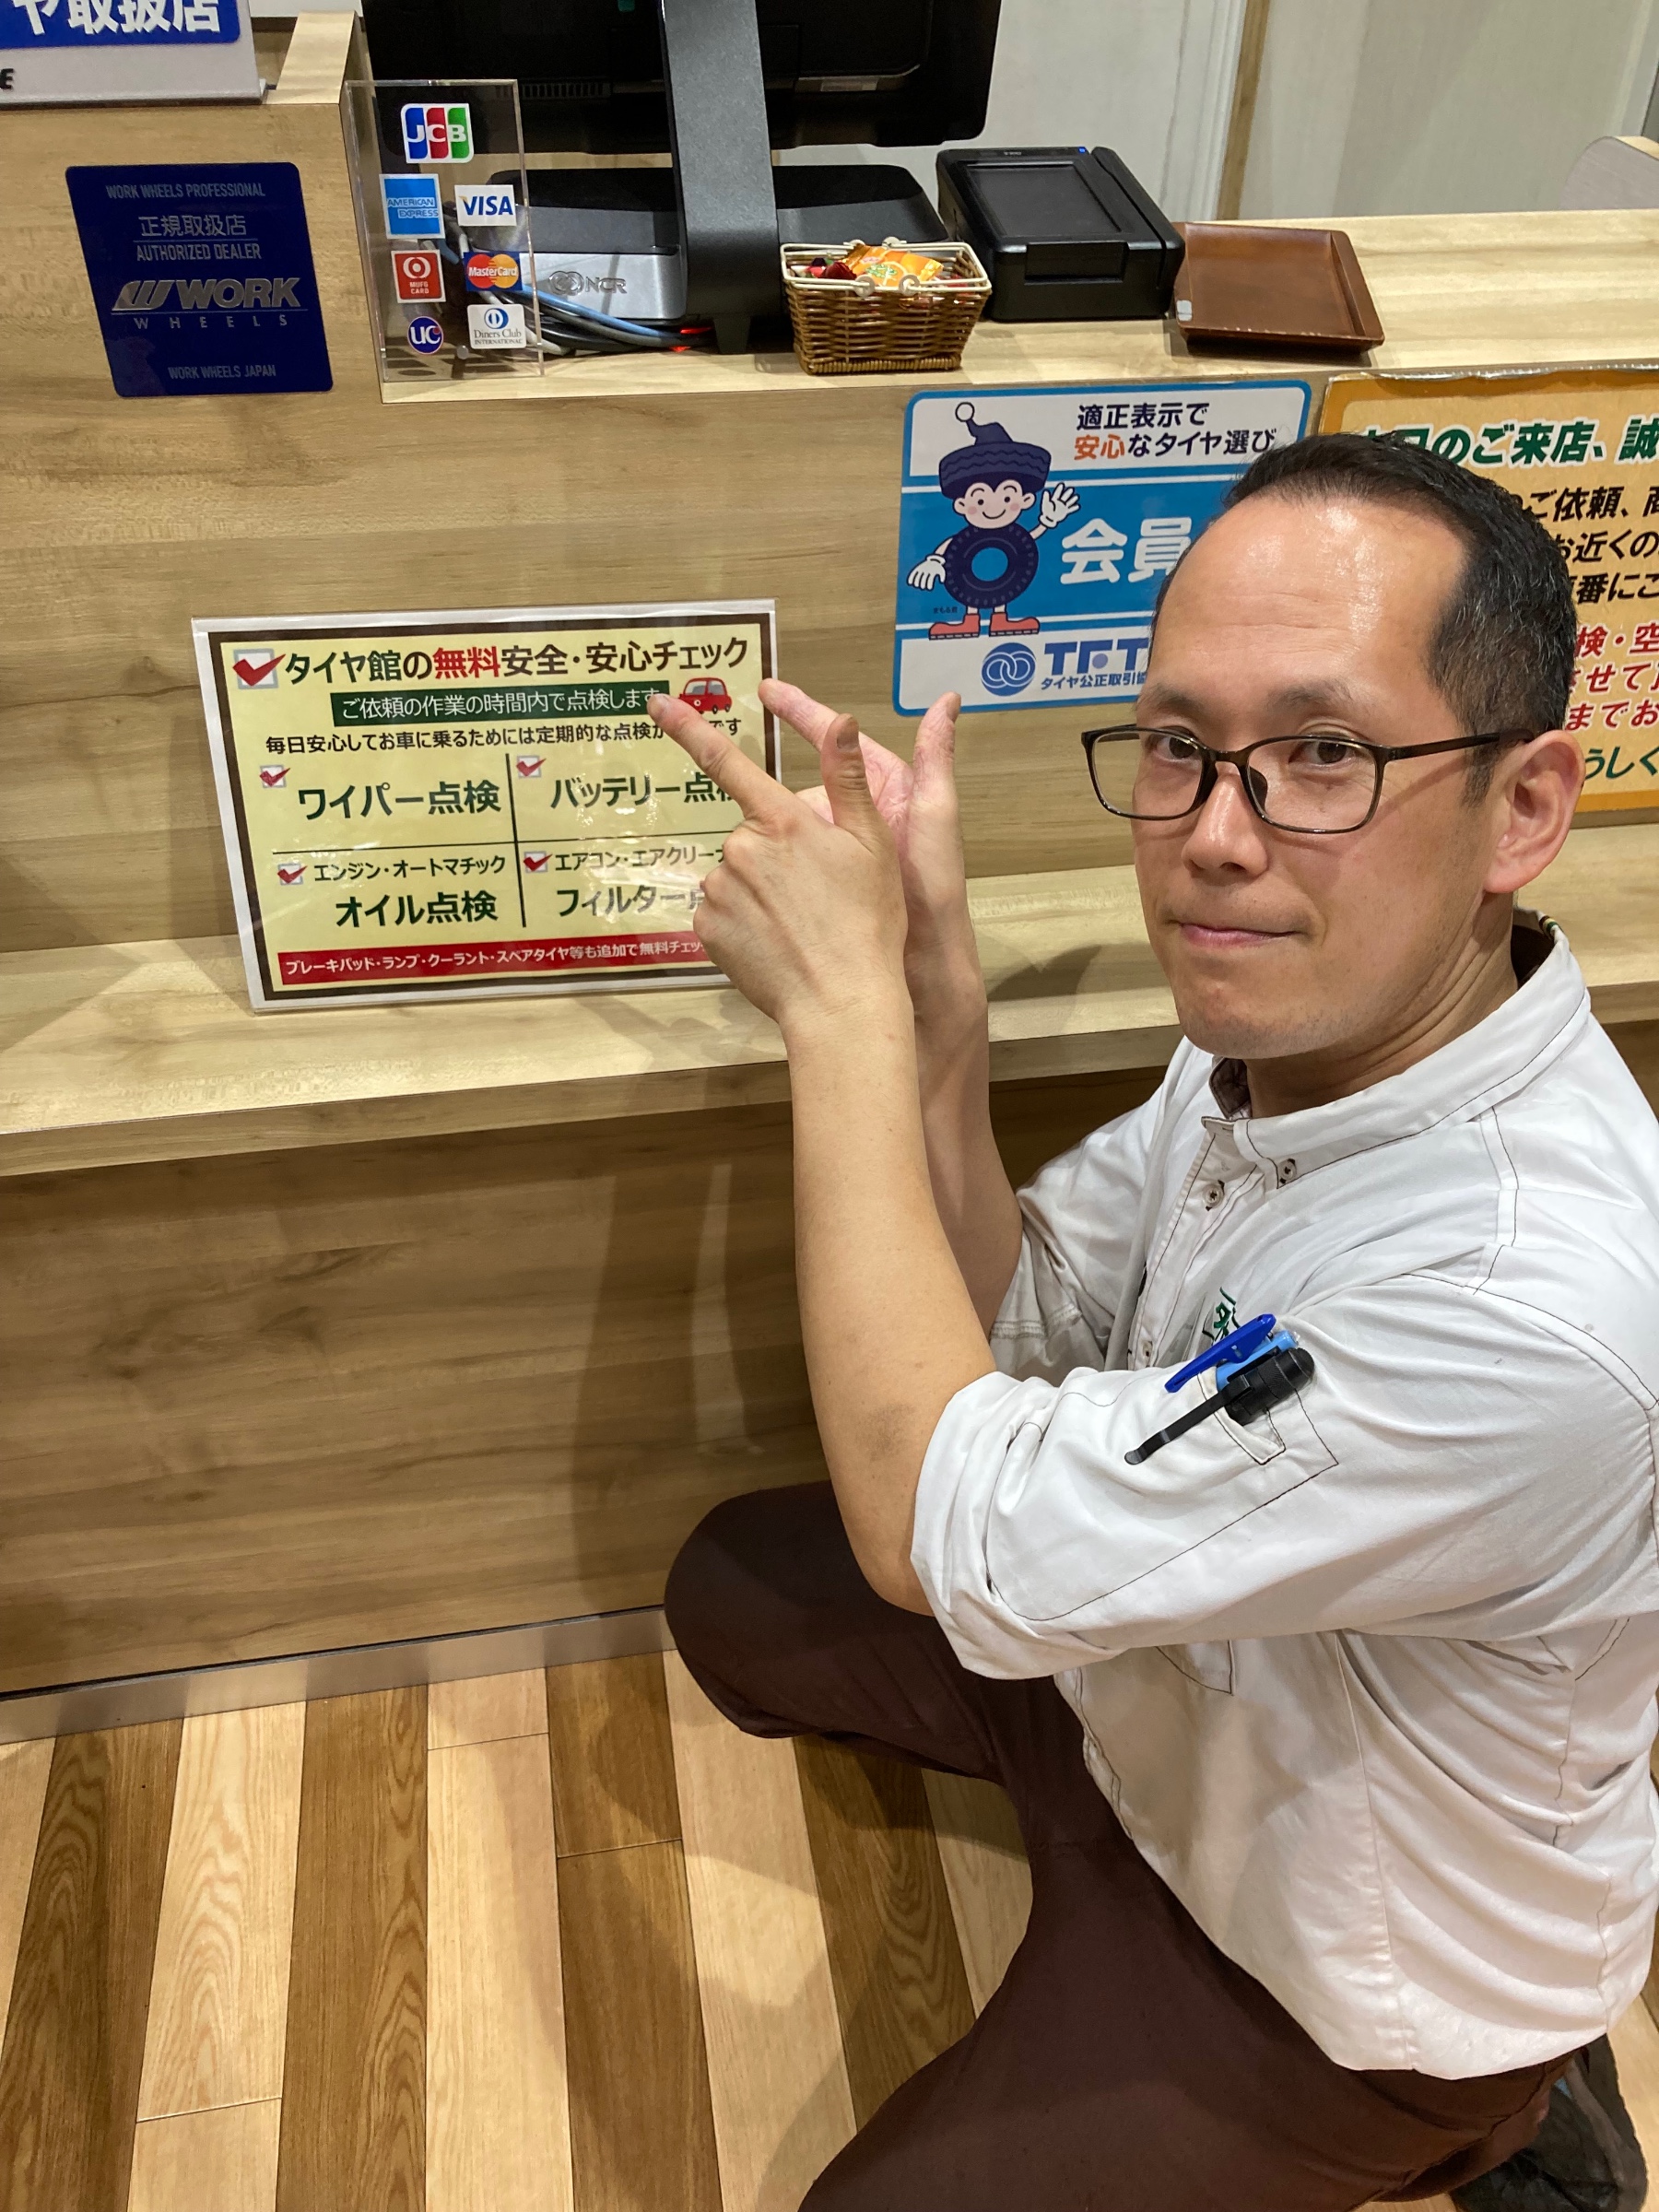 ヤ取扱店
WORK WHEELS PROFESSIONAL
正規取扱店
AUTHORIZED DEALER
WORK
WHEELS
WORK WHEELS JAPAN
JCB
AMERICAN EXPRESS
VISA
MUFG CARD
MasterCard
UC
Diners Club
INTERNATIONAL
NCR
適正表示で
安心なタイヤ選び
会員
TFT
タイヤ公正取引協
のご来店、誠
ご依頼、
お近くの
番にご
検・空
させて
までお
うしく
タイヤ館の無料安全・安心チェック
ご依頼の作業の時間内で点検します
毎日安心してお車に乗るためには定期的な点検が です
ワイパー点検
バッテリー点検
エンジン・オートマチック
オイル点検
エアコン・エアクリーナ
フィルター点
ブレーキパッド・ランプ・クーラント・スペアタイヤ等も追加で無料チェッ